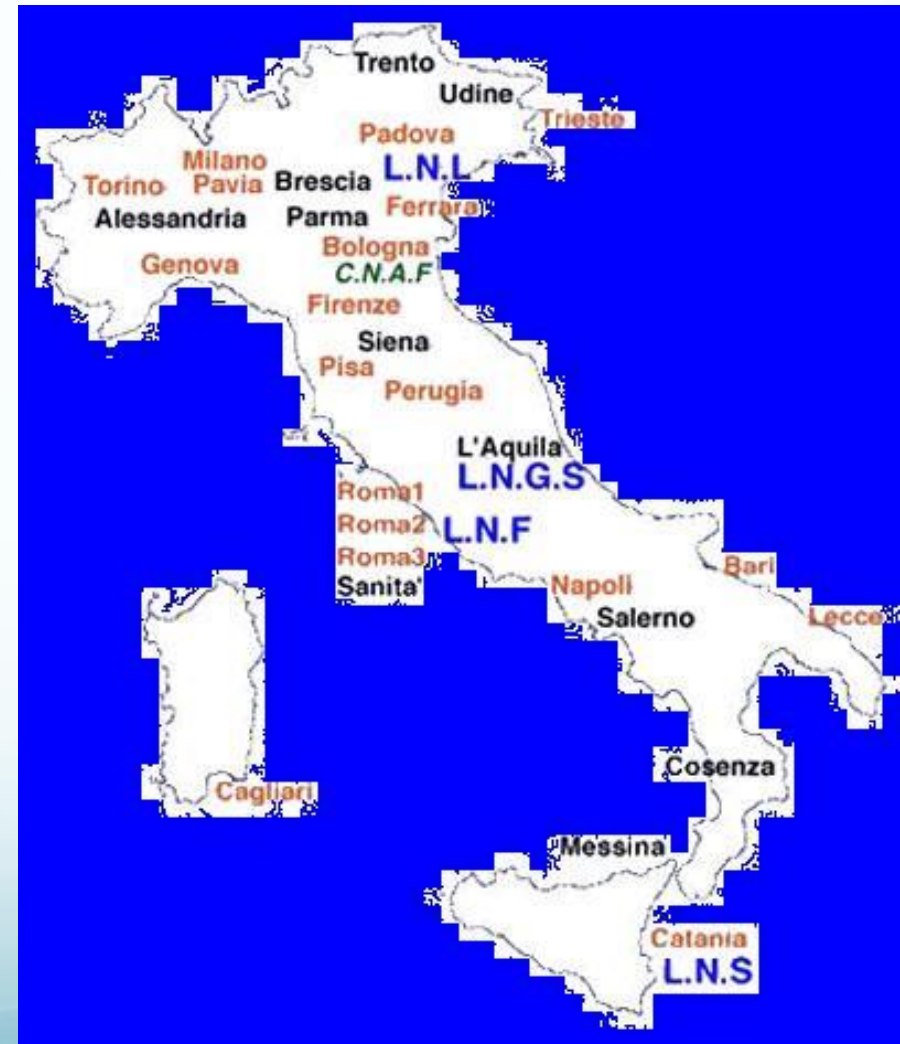 Trento
Udine
Trieste
Padova
Milano
L.N.L
Torino
Pavia
Brescia
Alessandria
Parma
Ferrara
Bologna
Genova
C.N.A.F
Firenze
Siena
Pisa
Perugia
L'Aquila
L.N.G.S
Roma1
Roma2
L.N.F
Roma3
Sanita'
Bari
Napoli
Salerno
Lecce
Cosenza
Cagliari
Messina
Catania
L.N.S